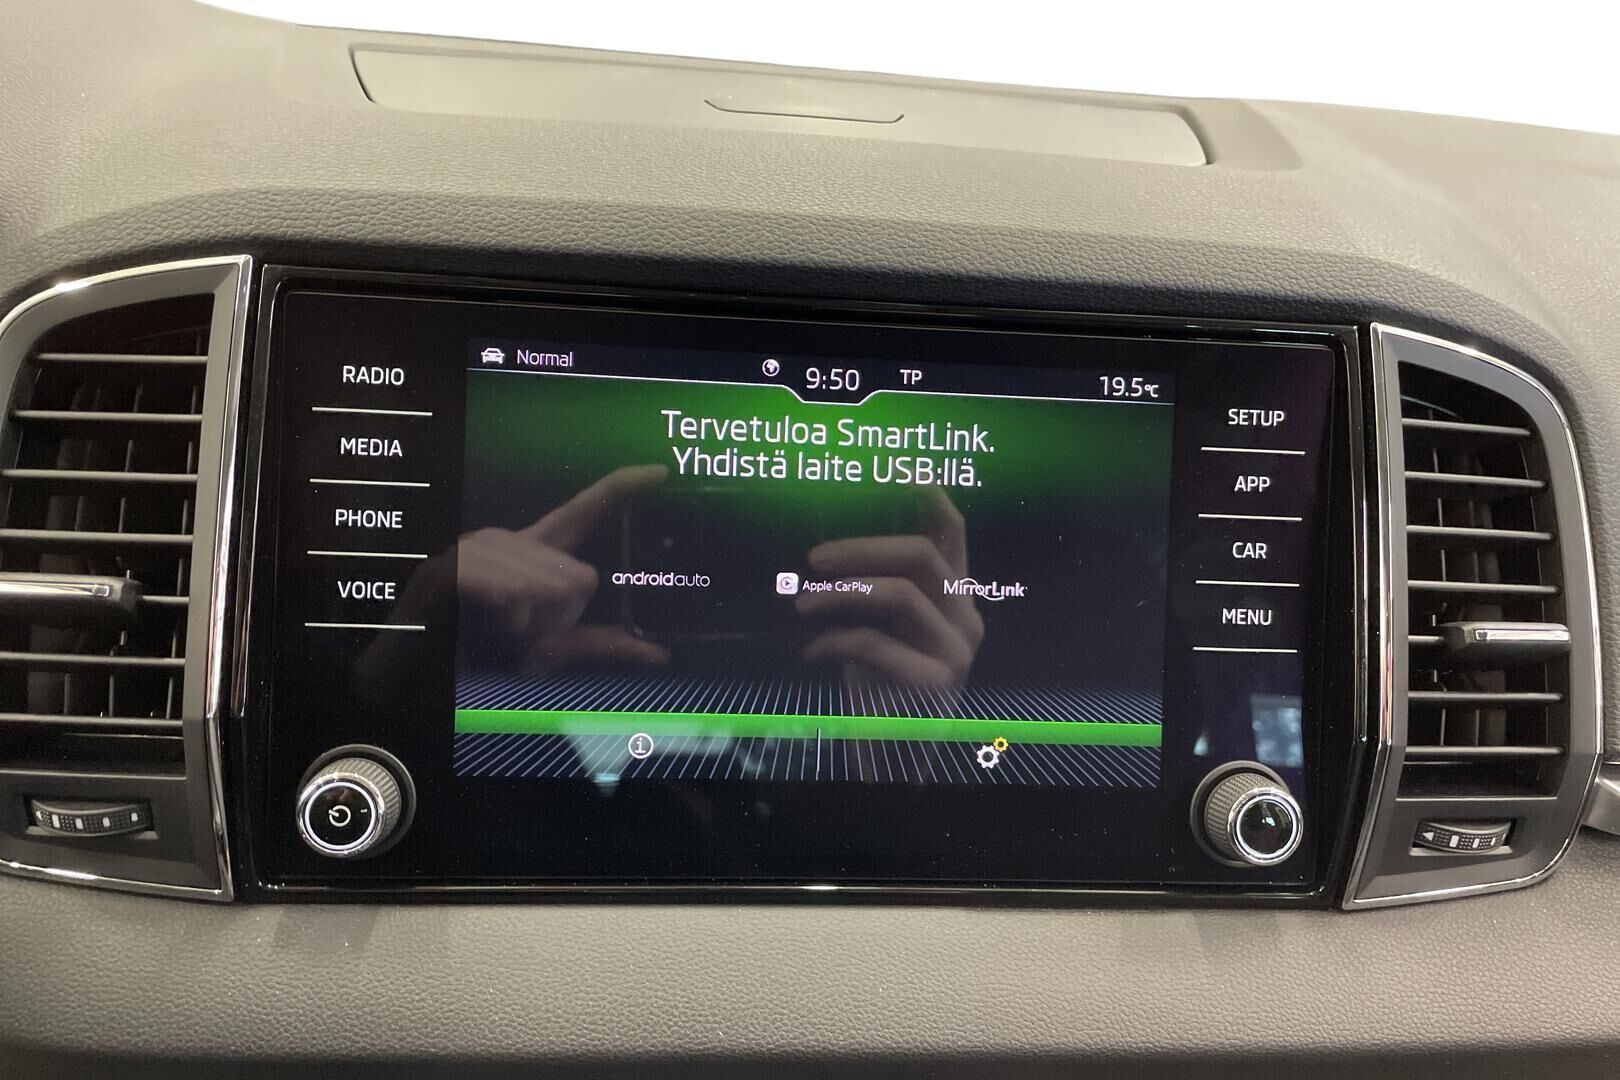 Normal
9:50
TP
19.5°C
Tervetuloa SmartLink.
Yhdistä laite USB:llä.
androidauto
Apple CarPlay
MirrorLink
RADIO
MEDIA
PHONE
VOICE
SETUP
APP
CAR
MENU